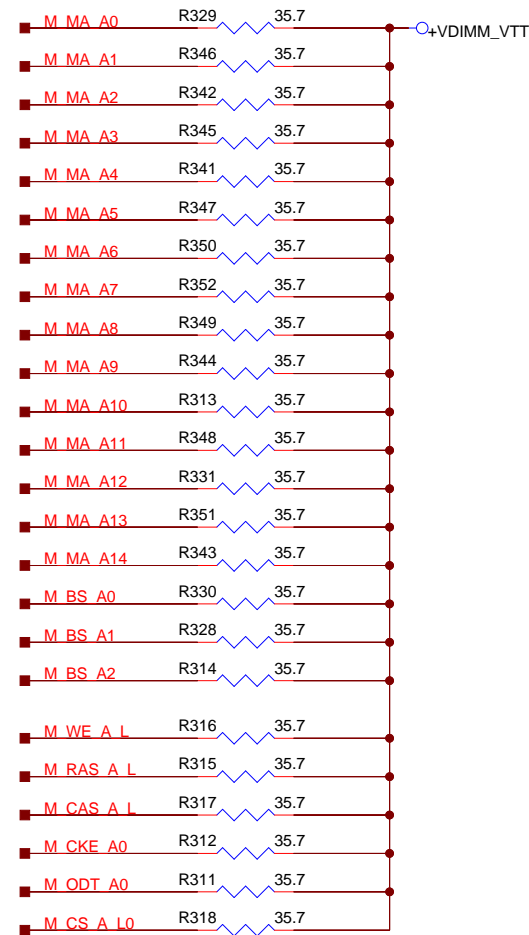 M_MA_A0 R329 35.7 +VDIMM_VTT
M_MA_A1 R346 35.7
M_MA_A2 R342 35.7
M_MA_A3 R345 35.7
M_MA_A4 R341 35.7
M_MA_A5 R347 35.7
M_MA_A6 R350 35.7
M_MA_A7 R352 35.7
M_MA_A8 R349 35.7
M_MA_A9 R344 35.7
M_MA_A10 R313 35.7
M_MA_A11 R348 35.7
M_MA_A12 R331 35.7
M_MA_A13 R351 35.7
M_MA_A14 R343 35.7
M_BS_A0 R330 35.7
M_BS_A1 R328 35.7
M_BS_A2 R314 35.7
M_WE_A_L R316 35.7
M_RAS_A_L R315 35.7
M_CAS_A_L R317 35.7
M_CKE_A0 R312 35.7
M_ODT_A0 R311 35.7
M_CS_A_L0 R318 35.7